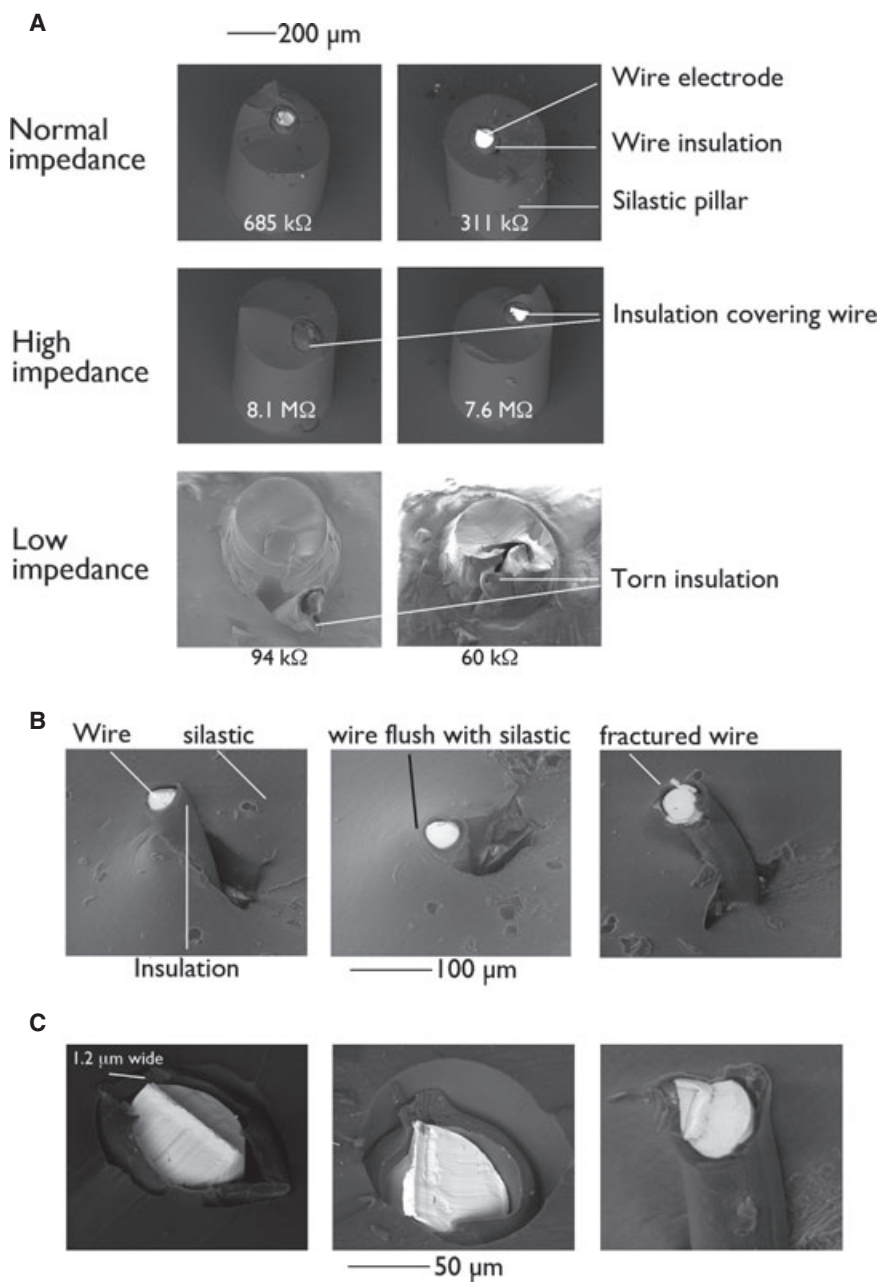 A
200 µm
Normal impedance
Wire electrode
Wire insulation
Silastic pillar
685 kΩ
311 kΩ
High impedance
Insulation covering wire
8.1 MΩ
7.6 MΩ
Low impedance
Torn insulation
94 kΩ
60 kΩ
B
Wire
silastic
wire flush with silastic
fractured wire
Insulation
100 µm
C
1.2 µm wide
50 µm